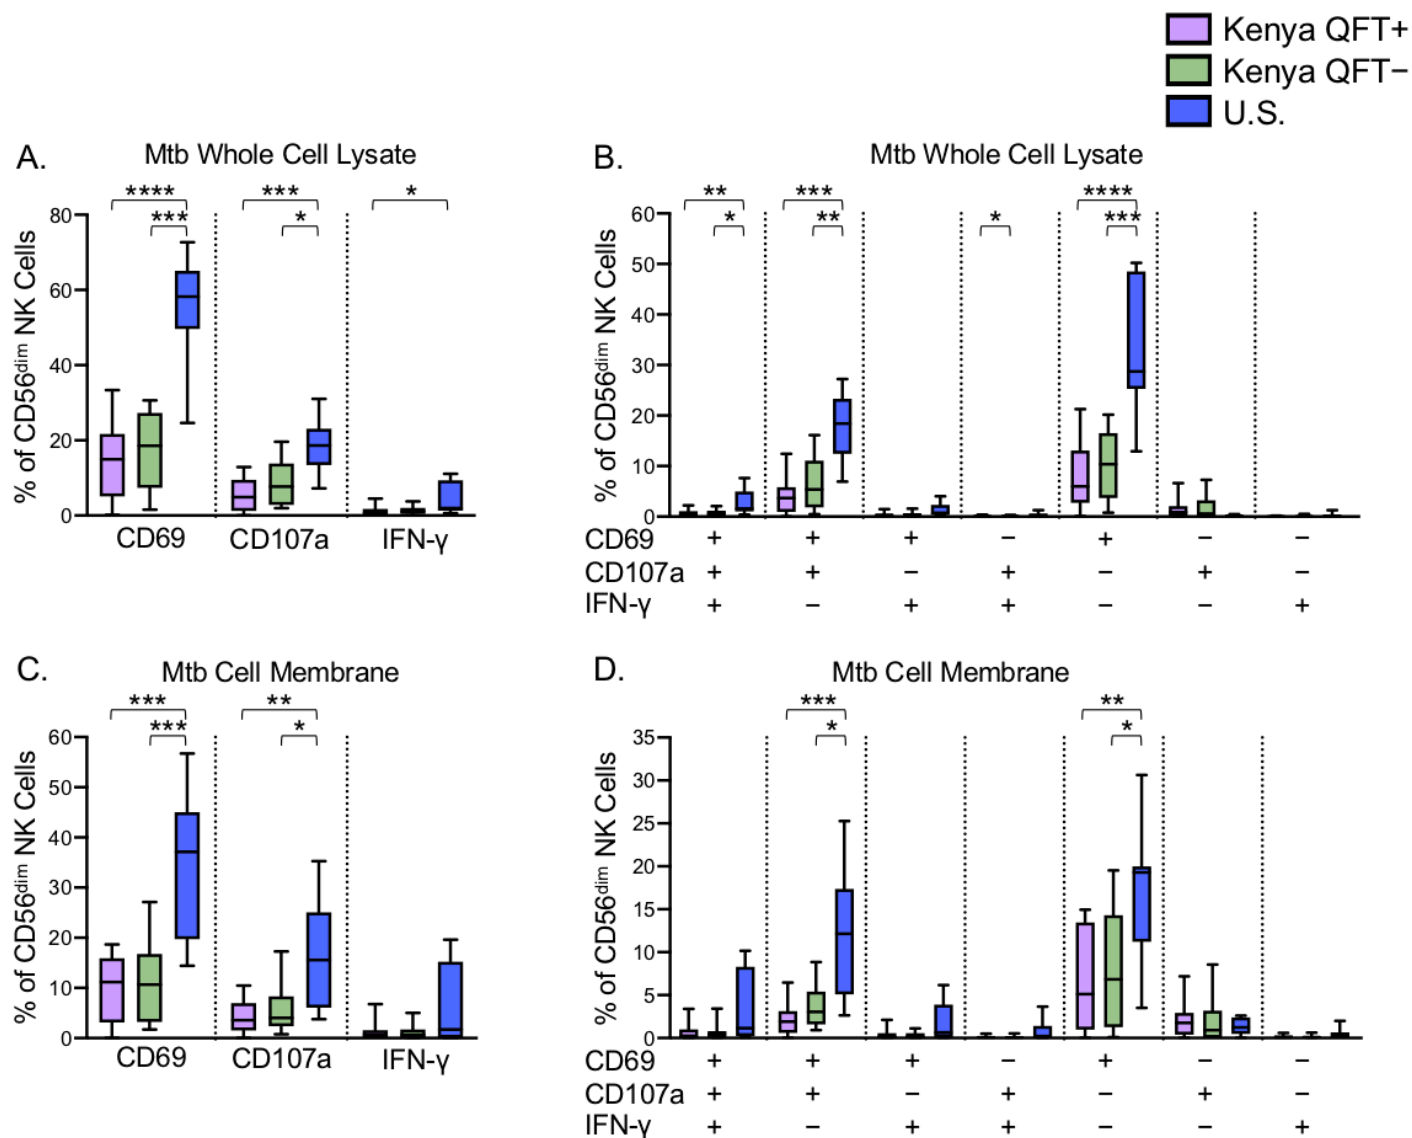 Kenya QFT+
Kenya QFT−
U.S.
A.
Mtb Whole Cell Lysate
**** *** *
*** *
% of CD56dim NK Cells
80
60
40
20
0
CD69 CD107a IFN-γ
B.
Mtb Whole Cell Lysate
** *** ****
* ** * ***
% of CD56dim NK Cells
60
50
40
30
20
10
0
CD69 + + + − + − −
CD107a + + − + − + −
IFN-γ + − + + − − +
C.
Mtb Cell Membrane
*** **
*** *
% of CD56dim NK Cells
60
50
40
30
20
10
0
CD69 CD107a IFN-γ
D.
Mtb Cell Membrane
*** **
* *
% of CD56dim NK Cells
35
30
25
20
15
10
5
0
CD69 + + + − + − −
CD107a + + − + − + −
IFN-γ + − + + − − +